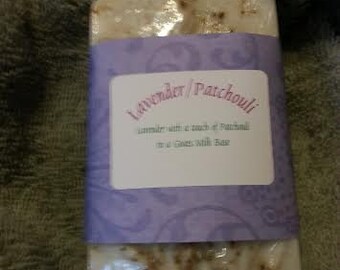 Lavender/Patchouli
Lavender with a touch of Patchouli
in a Goats Milk Base